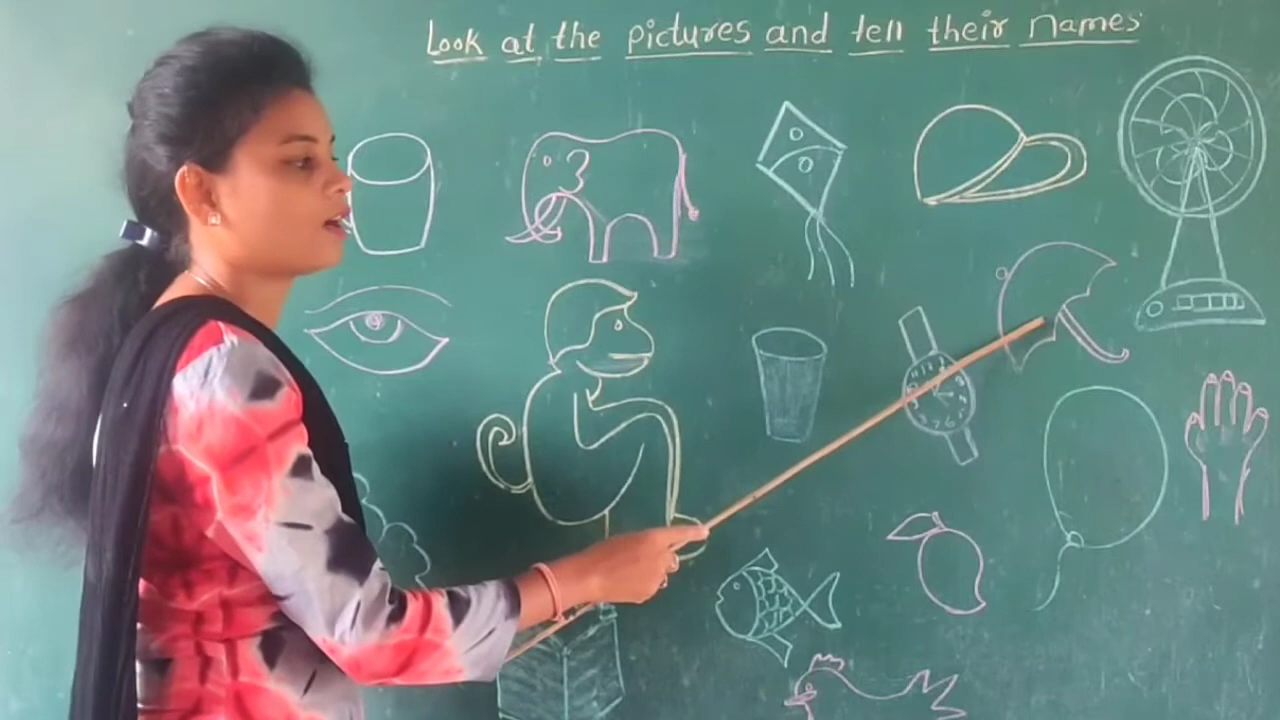 Look at the pictures and tell their names